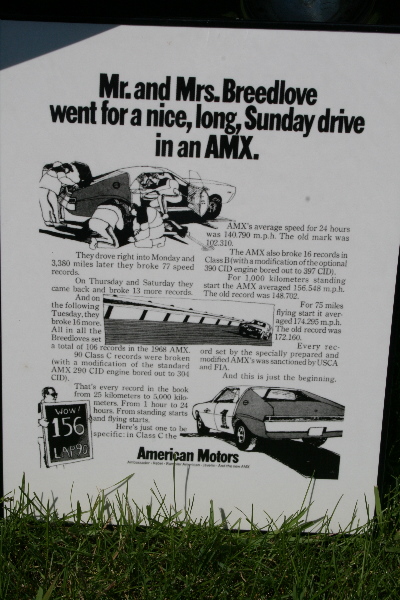 Mr. and Mrs. Breedlove
went for a nice, long, Sunday drive
in an AMX.
They drove right into Monday and
3,380 miles later they broke 77 speed
records.
On Thursday and Saturday they
came back and broke 13 more records.
And on
the following
Tuesday, they
broke 16 more.
All in all the
Breedloves set
a total of 106 records in the 1968 AMX.
90 Class C records were broken
(with a modification of the standard
AMX 290 CID engine bored out to 304
CID).
That's every record in the book
from 25 kilometers to 5,000 kilo-
meters. From 1 hour to 24
hours. From standing starts
and flying starts.
Here's just one to be
specific: in Class C the
AMX's average speed for 24 hours
was 140.790 m.p.h. The old mark was
102.310.
The AMX also broke 16 records in
Class B (with a modification of the optional
390 CID engine bored out to 397 CID).
For 1,000 kilometers standing
start the AMX averaged 156.548 m.p.h.
The old record was 148.702.
For 75 miles
flying start it aver-
aged 174.295 m.p.h.
The old record was
172.160.
Every rec-
ord set by the specially prepared and
modified AMX's was sanctioned by USCA
and FIA.
And this is just the beginning.
WOW!
156
LAP 90
1
American Motors